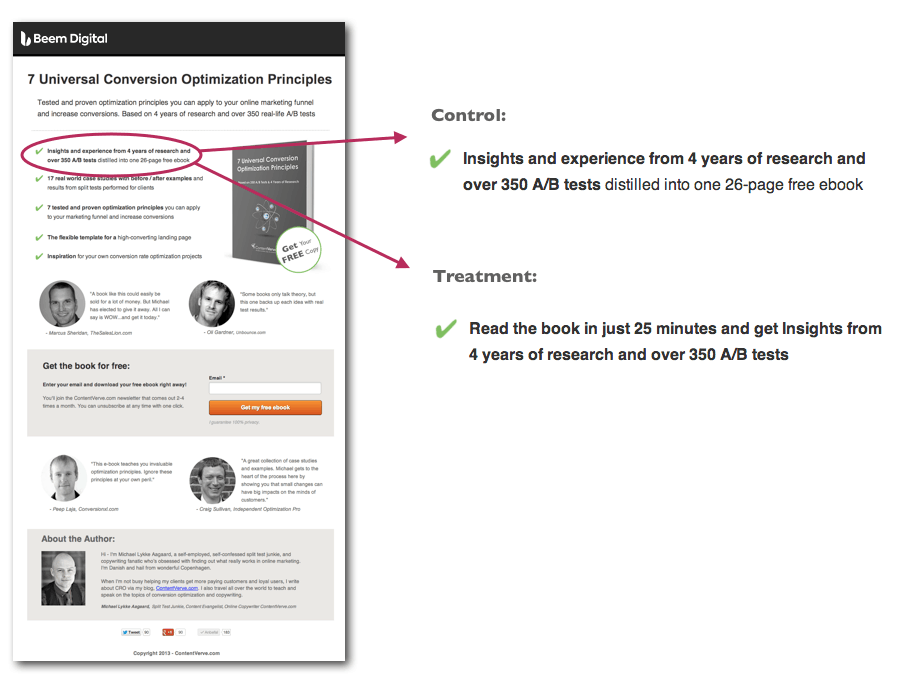 Beem Digital
7 Universal Conversion Optimization Principles
Tested and proven optimization principles you can apply to your online marketing funnel
and increase conversions. Based on 4 years of research and over 350 real-life A/B tests
Insights and experience from 4 years of research and
over 350 A/B tests distilled into one 26-page free ebook
17 real world case studies with before / after examples and
results from split tests performed for clients
7 tested and proven optimization principles you can apply
to your marketing funnel and increase conversions
The flexible template for a high-converting landing page
Inspiration for your own conversion rate optimization projects
7 Universal Conversion
Optimization Principles
ContentVerve
Get Your
FREE Copy
"A book like this could easily be
sold for a lot of money. But Michael
has elected to give it away. All I can
say is WOW...and get it today."
- Marcus Sheridan, TheSalesLion.com
"Some books only talk theory, but
this one backs up each idea with real
test results."
- Oli Gardner, Unbounce.com
Get the book for free:
Enter your email and download your free ebook right away!
You'll join the ContentVerve.com newsletter that comes out 2-4
times a month. You can unsubscribe at any time with one click.
Email *
Get my free ebook
I guarantee 100% privacy
"This e-book teaches you invaluable
optimization principles. Ignore these
principles at your own peril."
- Peep Laja, Conversionxl.com
"A great collection of case studies
and examples. Michael gets to the
heart of the process here by
showing you that small changes can
have big impacts on the minds of
customers."
- Craig Sullivan, Independent Optimization Pro
About the Author:
Hi - I'm Michael Lykke Aagaard, a self-employed, self-confessed split test junkie, and
copywriting fanatic who's obsessed with finding out what really works in online marketing.
I'm Danish and hail from wonderful Copenhagen.
When I'm not busy helping my clients get more paying customers and loyal users, I write
about CRO via my blog, ContentVerve.com. I also travel all over the world to teach and
speak on the topics of conversion optimization and copywriting.
Michael Lykke Aagaard, Split Test Junkie, Content Evangelist, Online Copywriter ContentVerve.com
Tweet 90 +1 90
Copyright 2013 - ContentVerve.com
Control:
Insights and experience from 4 years of research and
over 350 A/B tests distilled into one 26-page free ebook
Treatment:
Read the book in just 25 minutes and get Insights from
4 years of research and over 350 A/B tests